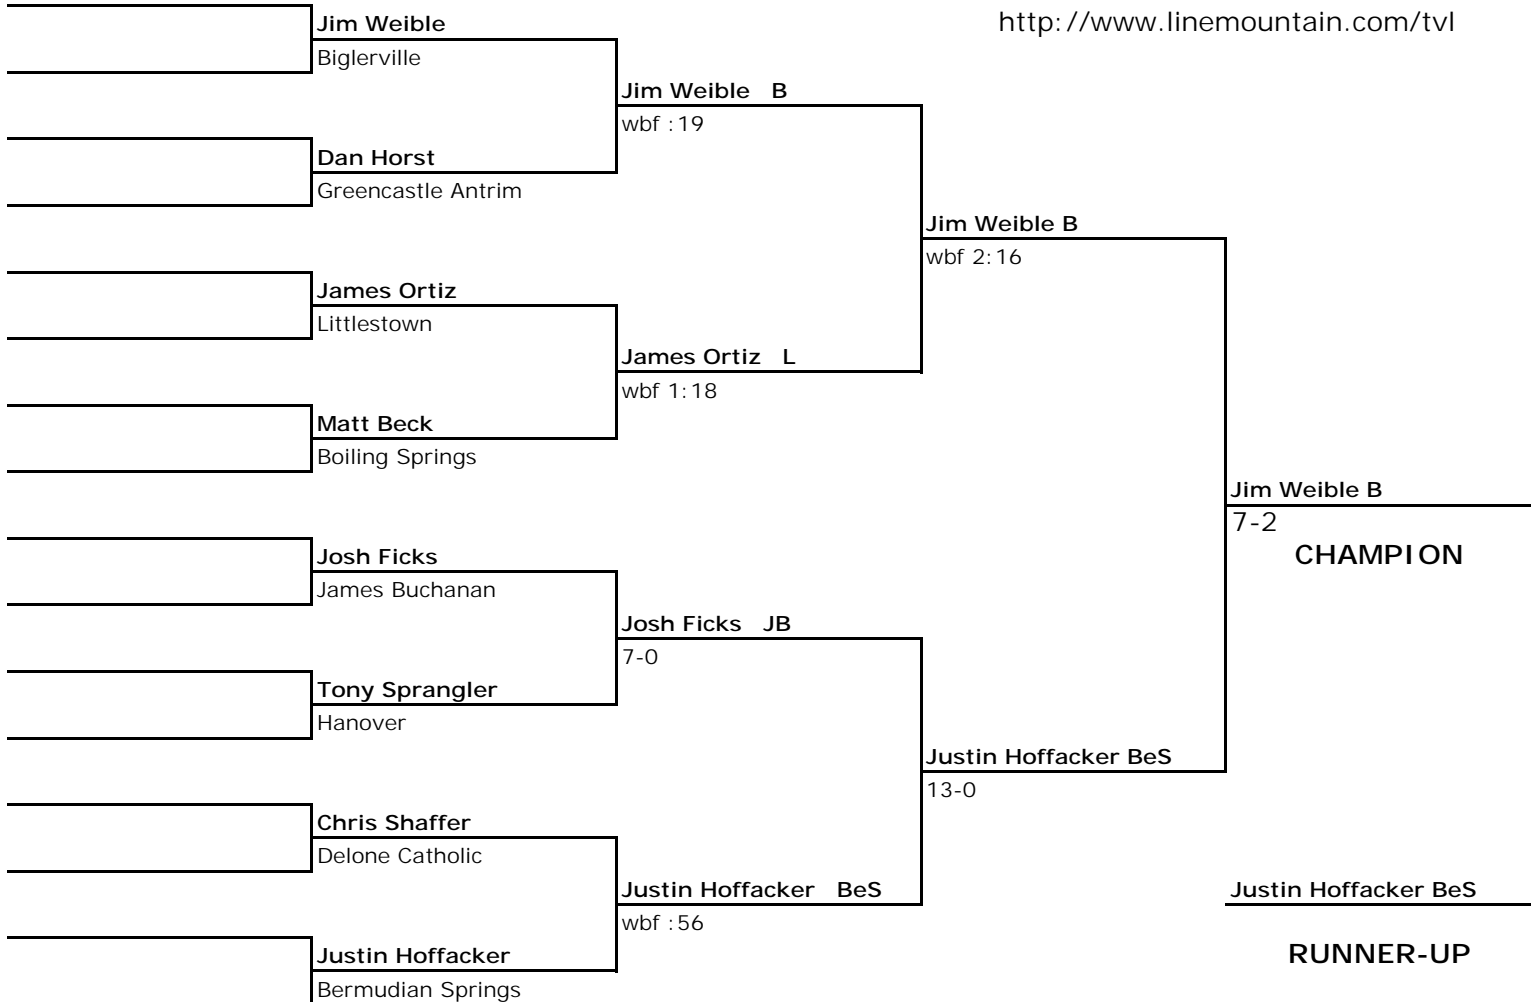 Jim Weible
http://www.linemountain.com/tvl
Biglerville
Jim Weible B
wbf :19
Dan Horst
Greencastle Antrim
Jim Weible B
wbf 2:16
James Ortiz
Littlestown
James Ortiz L
wbf 1:18
Matt Beck
Boiling Springs
Jim Weible B
7-2
CHAMPION
Josh Ficks
James Buchanan
Josh Ficks JB
7-0
Tony Sprangler
Hanover
Justin Hoffacker BeS
13-0
Chris Shaffer
Delone Catholic
Justin Hoffacker BeS
wbf :56
Justin Hoffacker BeS
RUNNER-UP
Justin Hoffacker
Bermudian Springs